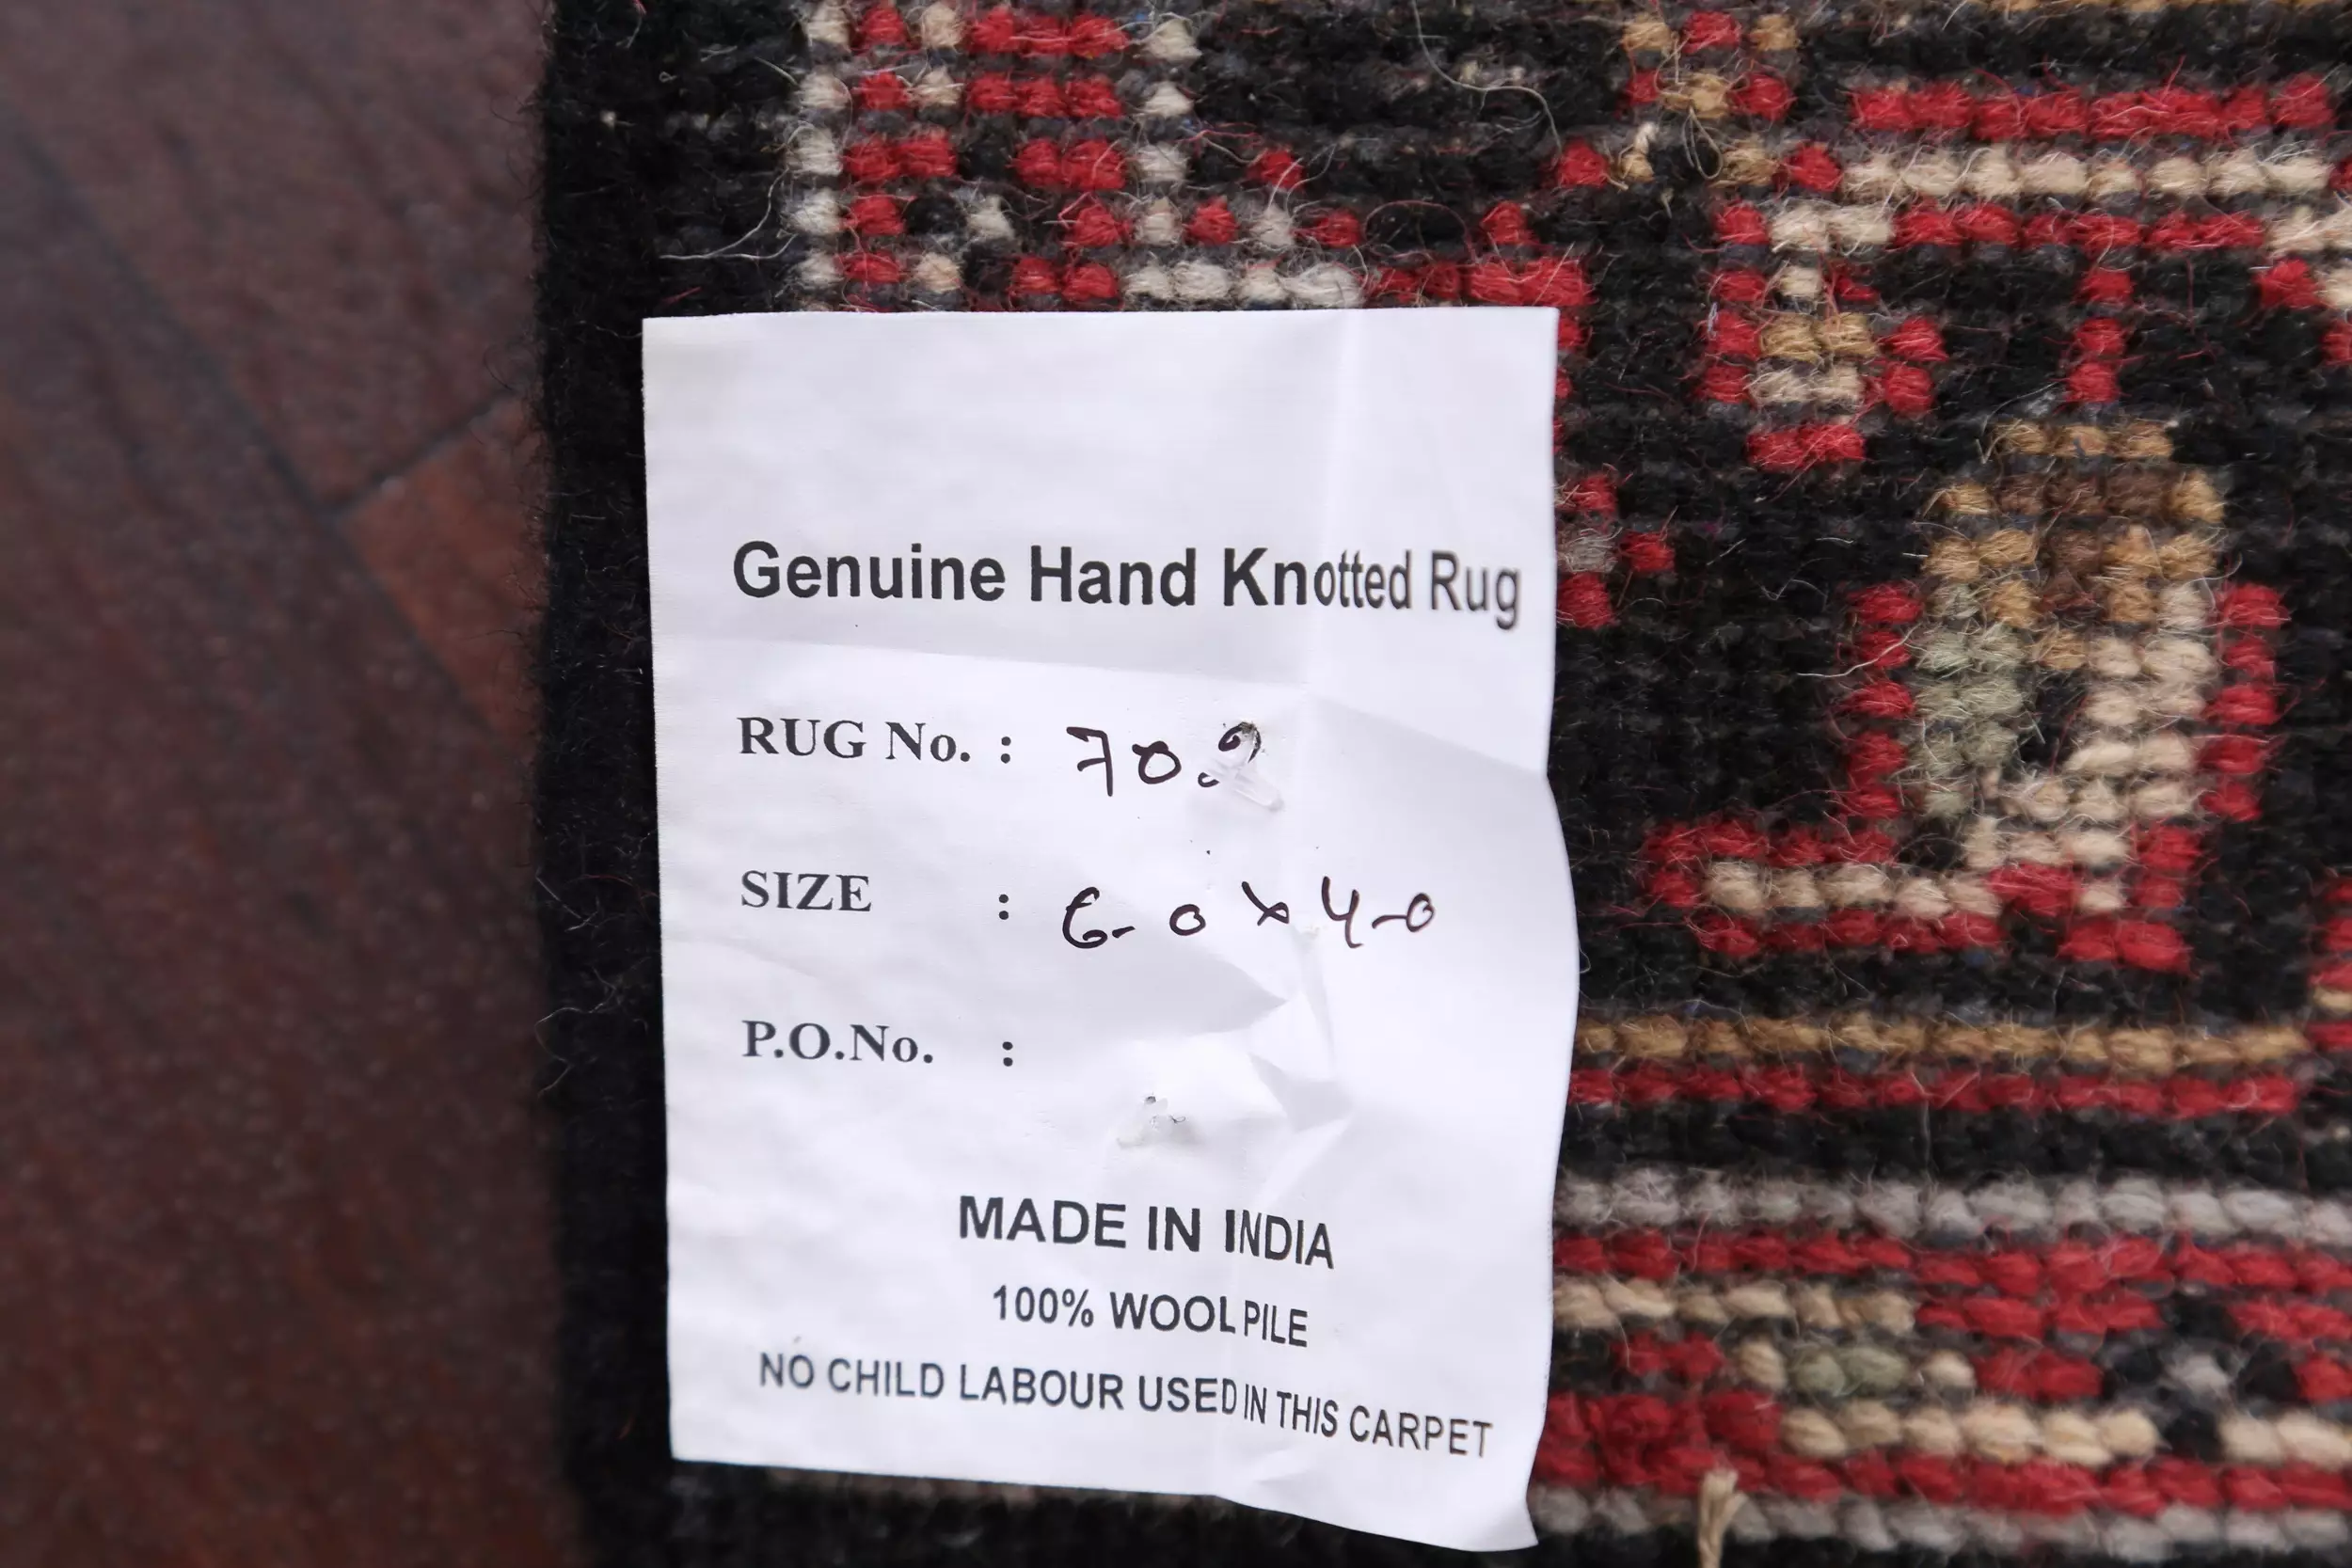 Genuine Hand Knotted Rug
RUG No. :
SIZE : 6-0 x 4-0
P.O.No. :
MADE IN INDIA
100% WOOL PILE
NO CHILD LABOUR USED IN THIS CARPET